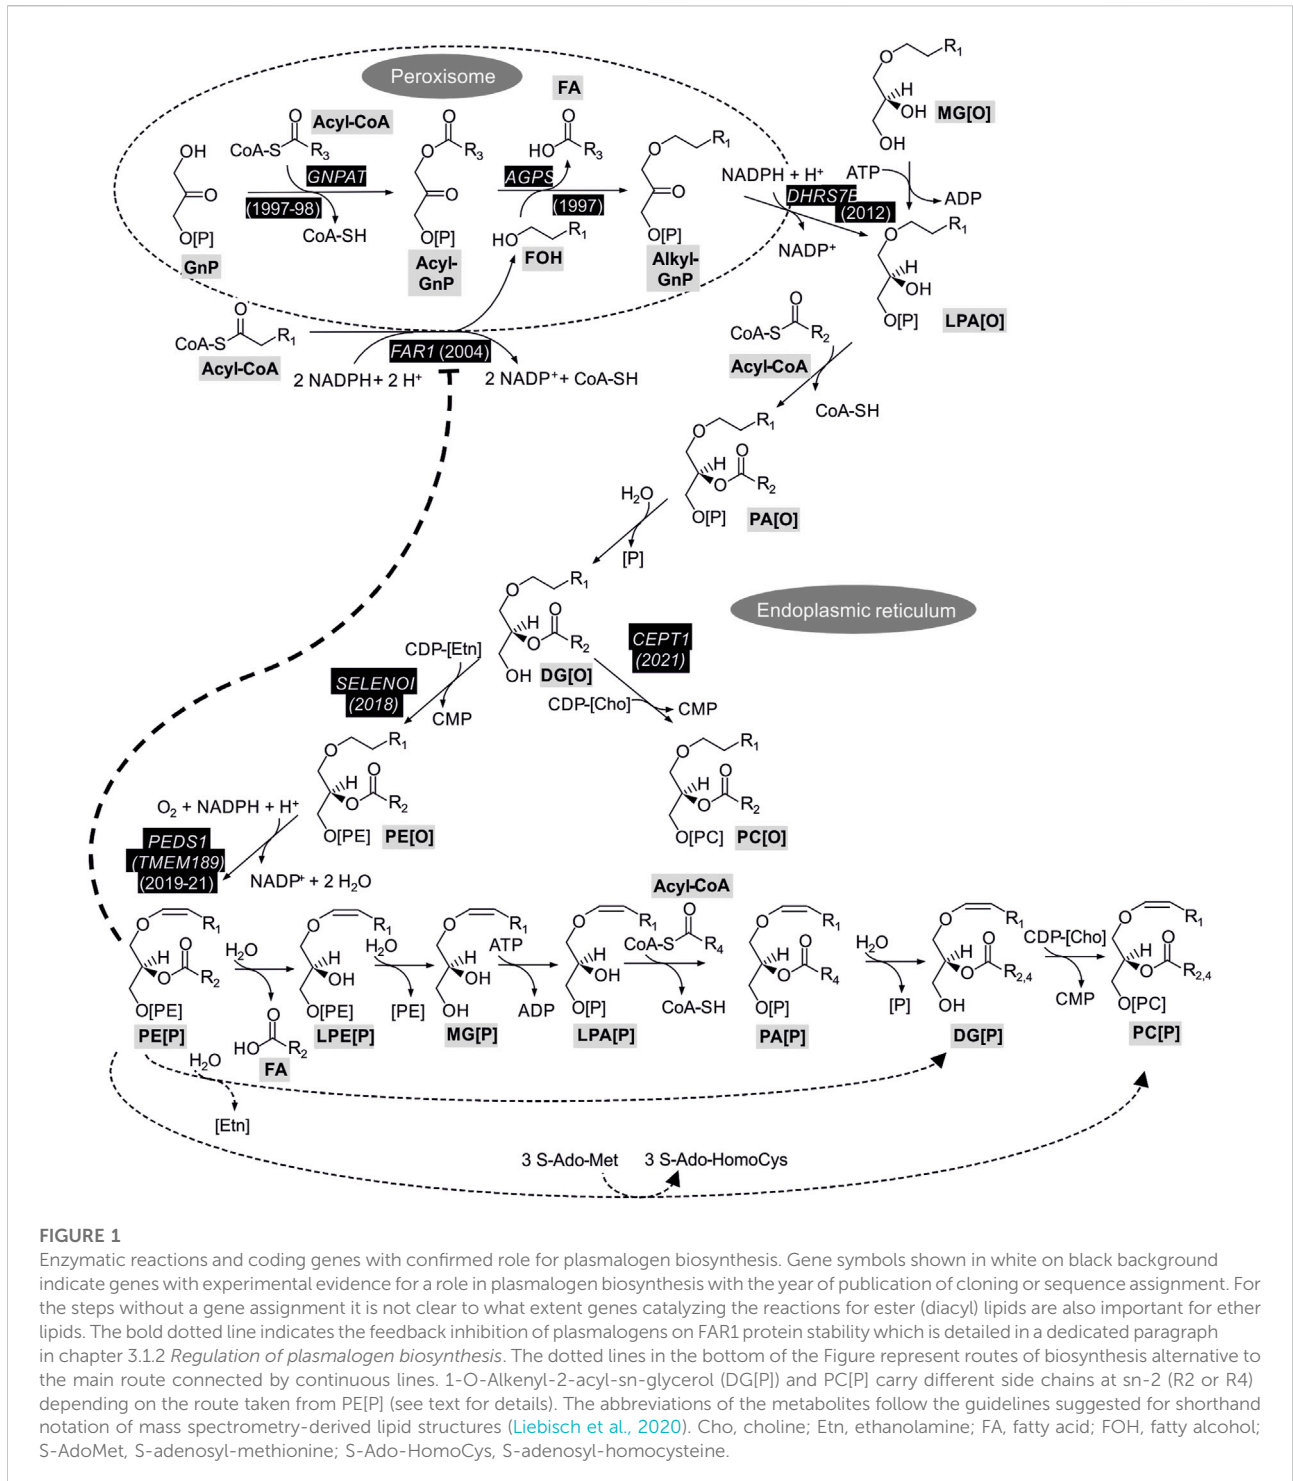 Peroxisome
FA
Acyl-CoA
MG[O]
R1
O
H
OH
OH
OH
O
O[P]
GnP
O
CoA-S
R3
GNPAT
(1997-98)
CoA-SH
O
O
R3
O
O[P]
Acyl-
GnP
O
HO
R3
AGPS
(1997)
HO
R1
FOH
O
R1
O
O[P]
Alkyl-
GnP
NADPH + H+
ATP
DHRS7B
(2012)
ADP
NADP+
O
R1
H
OH
O[P]
LPA[O]
O
CoA-S
R1
Acyl-CoA
FAR1 (2004)
2 NADPH + 2 H+
2 NADP+ + CoA-SH
O
CoA-S
R2
Acyl-CoA
CoA-SH
O
R1
H
O
O
R2
O[P]
PA[O]
H2O
[P]
Endoplasmic reticulum
O
R1
H
O
O
R2
OH
DG[O]
CEPT1
(2021)
CDP-[Etn]
SELENOI
(2018)
CMP
CDP-[Cho]
CMP
O
R1
H
O
O
R2
O[PE]
PE[O]
O
R1
H
O
O
R2
O[PC]
PC[O]
O2 + NADPH + H+
PEDS1
(TMEM189)
(2019-21)
NADP+ + 2 H2O
Acyl-CoA
O
R1
H
O
O
R2
O[PE]
PE[P]
H2O
O
HO
R2
FA
O
R1
H
OH
O[PE]
LPE[P]
H2O
[PE]
O
R1
H
OH
OH
MG[P]
ATP
ADP
O
R1
H
OH
O[P]
LPA[P]
O
CoA-S
R4
CoA-SH
O
R1
H
O
O
R4
O[P]
PA[P]
H2O
[P]
O
R1
H
O
O
R2,4
OH
DG[P]
CDP-[Cho]
CMP
O
R1
H
O
O
R2,4
O[PC]
PC[P]
H2O
[Etn]
3 S-Ado-Met 3 S-Ado-HomoCys
FIGURE 1
Enzymatic reactions and coding genes with confirmed role for plasmalogen biosynthesis. Gene symbols shown in white on black background
indicate genes with experimental evidence for a role in plasmalogen biosynthesis with the year of publication of cloning or sequence assignment. For
the steps without a gene assignment it is not clear to what extent genes catalyzing the reactions for ester (diacyl) lipids are also important for ether
lipids. The bold dotted line indicates the feedback inhibition of plasmalogens on FAR1 protein stability which is detailed in a dedicated paragraph
in chapter 3.1.2 Regulation of plasmalogen biosynthesis. The dotted lines in the bottom of the Figure represent routes of biosynthesis alternative to
the main route connected by continuous lines. 1-O-Alkenyl-2-acyl-sn-glycerol (DG[P]) and PC[P] carry different side chains at sn-2 (R2 or R4)
depending on the route taken from PE[P] (see text for details). The abbreviations of the metabolites follow the guidelines suggested for shorthand
notation of mass spectrometry-derived lipid structures (Liebisch et al., 2020). Cho, choline; Etn, ethanolamine; FA, fatty acid; FOH, fatty alcohol;
S-AdoMet, S-adenosyl-methionine; S-Ado-HomoCys, S-adenosyl-homocysteine.